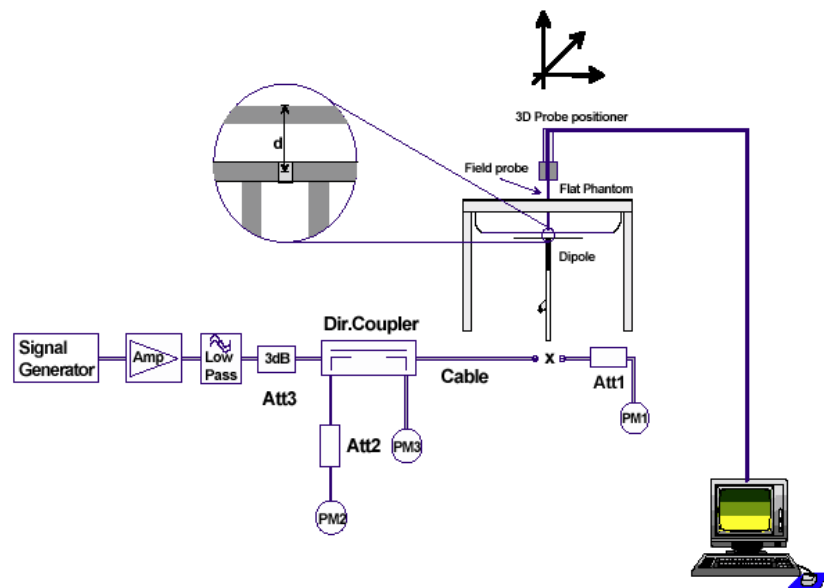 3D Probe positioner
d
Field probe
Flat Phantom
Dipole
Dir.Coupler
Signal
Generator
Amp
Low
Pass
3dB
Cable
x
Att1
Att3
PM1
Att2
PM3
PM2